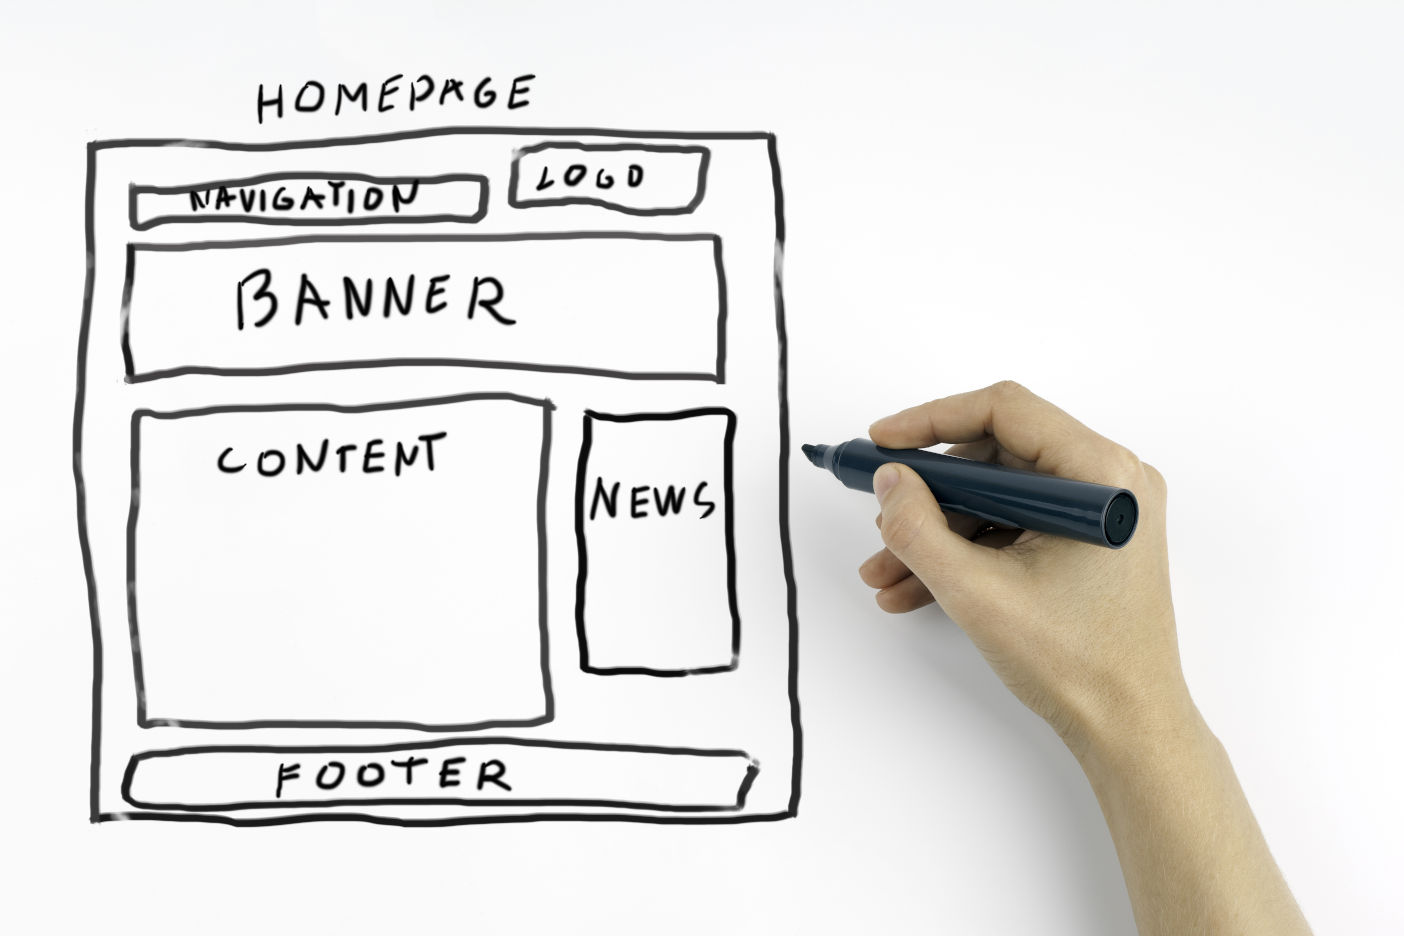 HOMEPAGE
NAVIGATION
LOGO
BANNER
CONTENT
NEWS
FOOTER